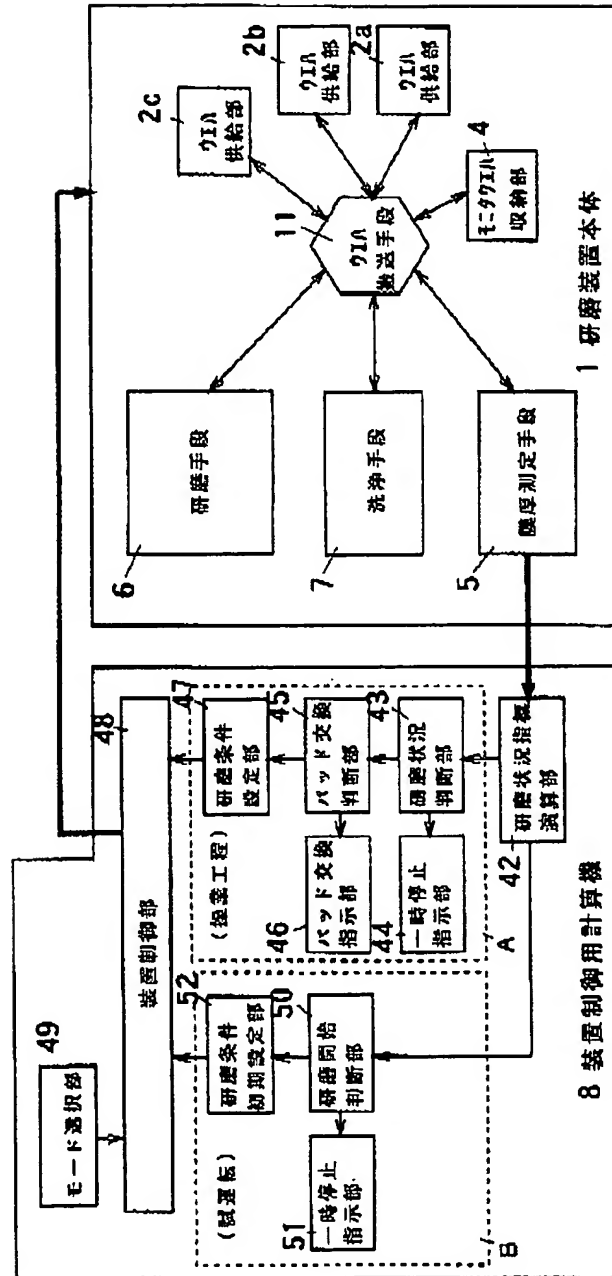 49
モード選択部
48
装置制御部
(試運転)
52
研磨条件
初期設定部
50
研磨開始
判断部
51
一時停止
指示部
B
(操業工程)
47
研磨条件
設定部
45
パッド交換
判断部
46
パッド交換
指示部
43
研磨状況
判断部
44
一時停止
指示部
A
42
研磨状況指標
演算部
8 装置制御用計算機
6
研磨手段
7
洗浄手段
5
膜厚測定手段
11
ウエハ
搬送手段
2c
ウエハ
供給部
2b
ウエハ
供給部
2a
ウエハ
供給部
4
モニタウエハ
収納部
1 研磨装置本体